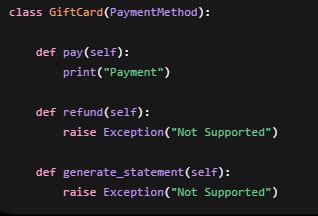 class GiftCard(PaymentMethod):
    def pay(self):
        print("Payment")
    def refund(self):
        raise Exception("Not Supported")
    def generate_statement(self):
        raise Exception("Not Supported")